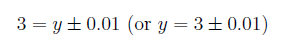 3 = y ± 0.01 (or y = 3 ± 0.01)